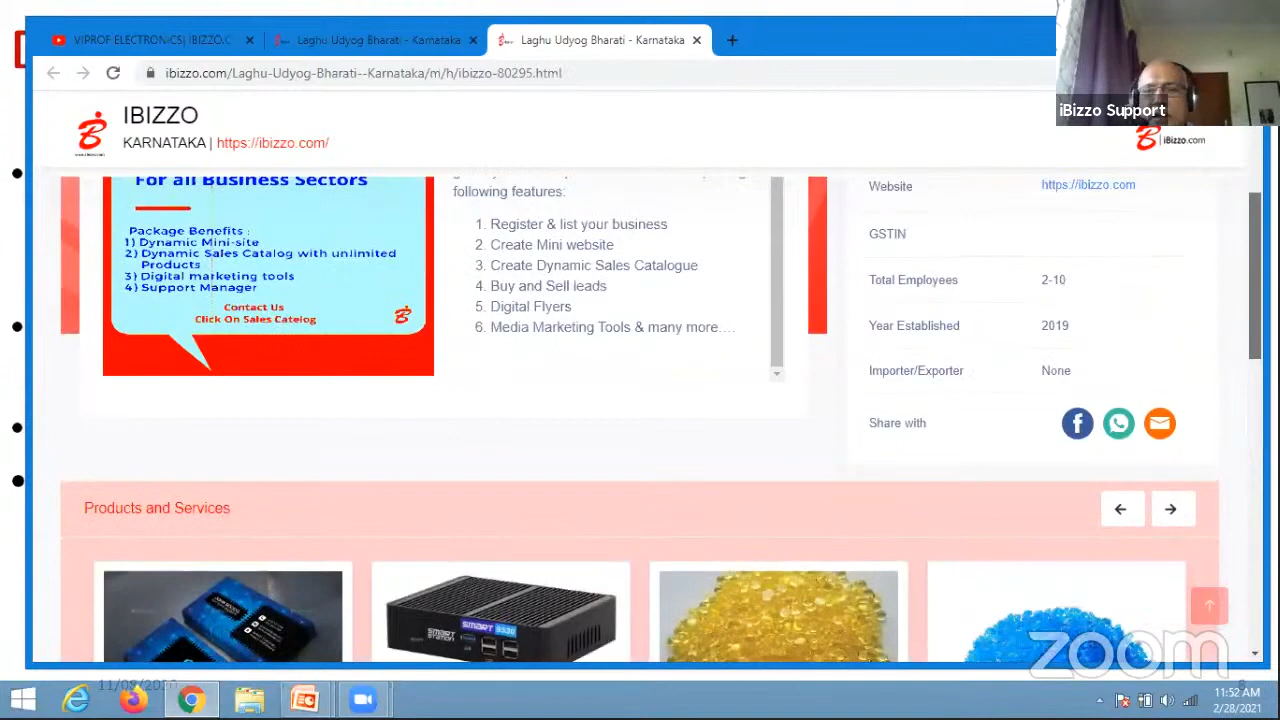 VIPROF ELECTRONICS| IBIZZO.C
Laghu Udyog Bharati - Karnataka
Laghu Udyog Bharati - Karnataka
ibizzo.com/Laghu-Udyog-Bharati--Karnataka/m/h/ibizzo-80295.html
iBizzo Support
IBIZZO
KARNATAKA | https://ibizzo.com/
iBizzo.com
For all Business Sectors
Package Benefits :
1) Dynamic Mini-site
2) Dynamic Sales Catalog with unlimited
Products
3) Digital marketing tools
4) Support Manager
Contact Us
Click On Sales Catelog
following features:
1. Register & list your business
2. Create Mini website
3. Create Dynamic Sales Catalogue
4. Buy and Sell leads
5. Digital Flyers
6. Media Marketing Tools & many more....
Website https://ibizzo.com
GSTIN
Total Employees 2-10
Year Established 2019
Importer/Exporter None
Share with
Products and Services
SMART
STATION
SMART
zoom
8
11:52 AM
2/28/2021